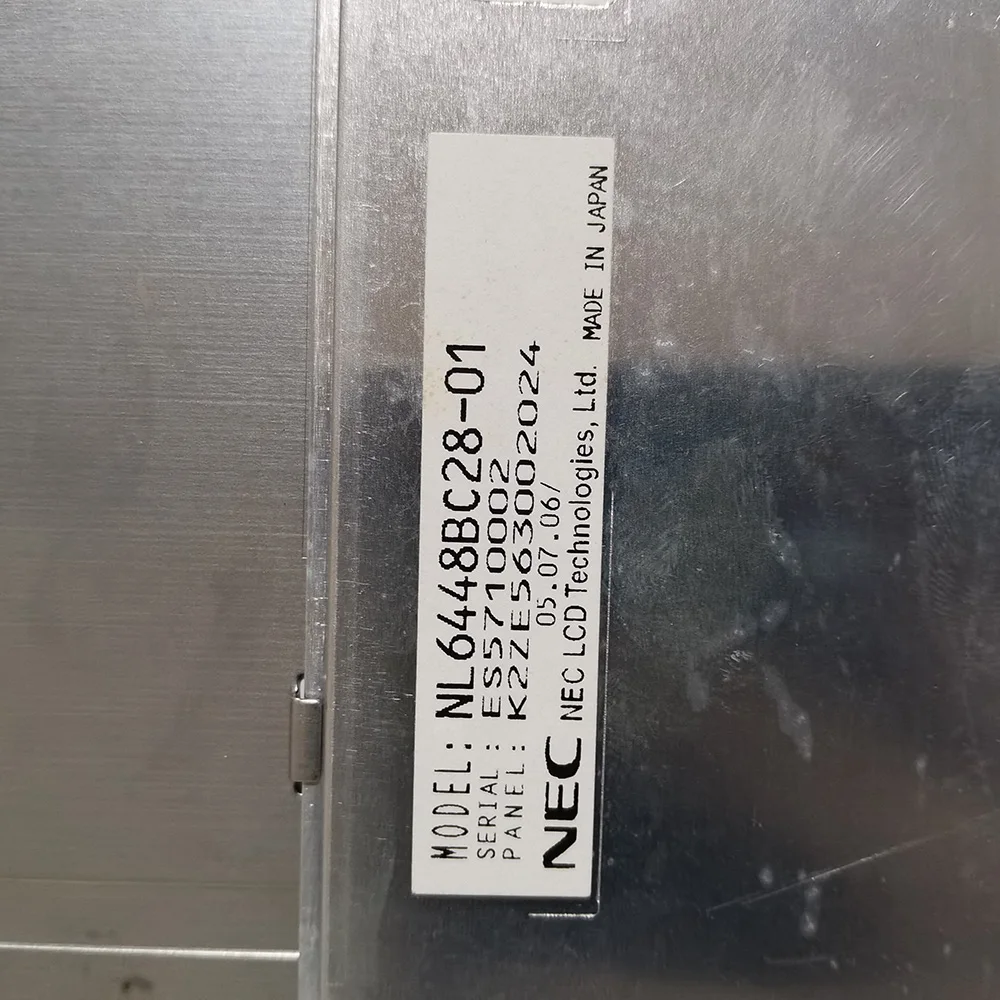 MODEL: NL6448BC28-01
SERIAL: ES5710002
PANEL: K2ZE563002024
05.07.06/
NEC NEC LCD Technologies, Ltd. MADE IN JAPAN